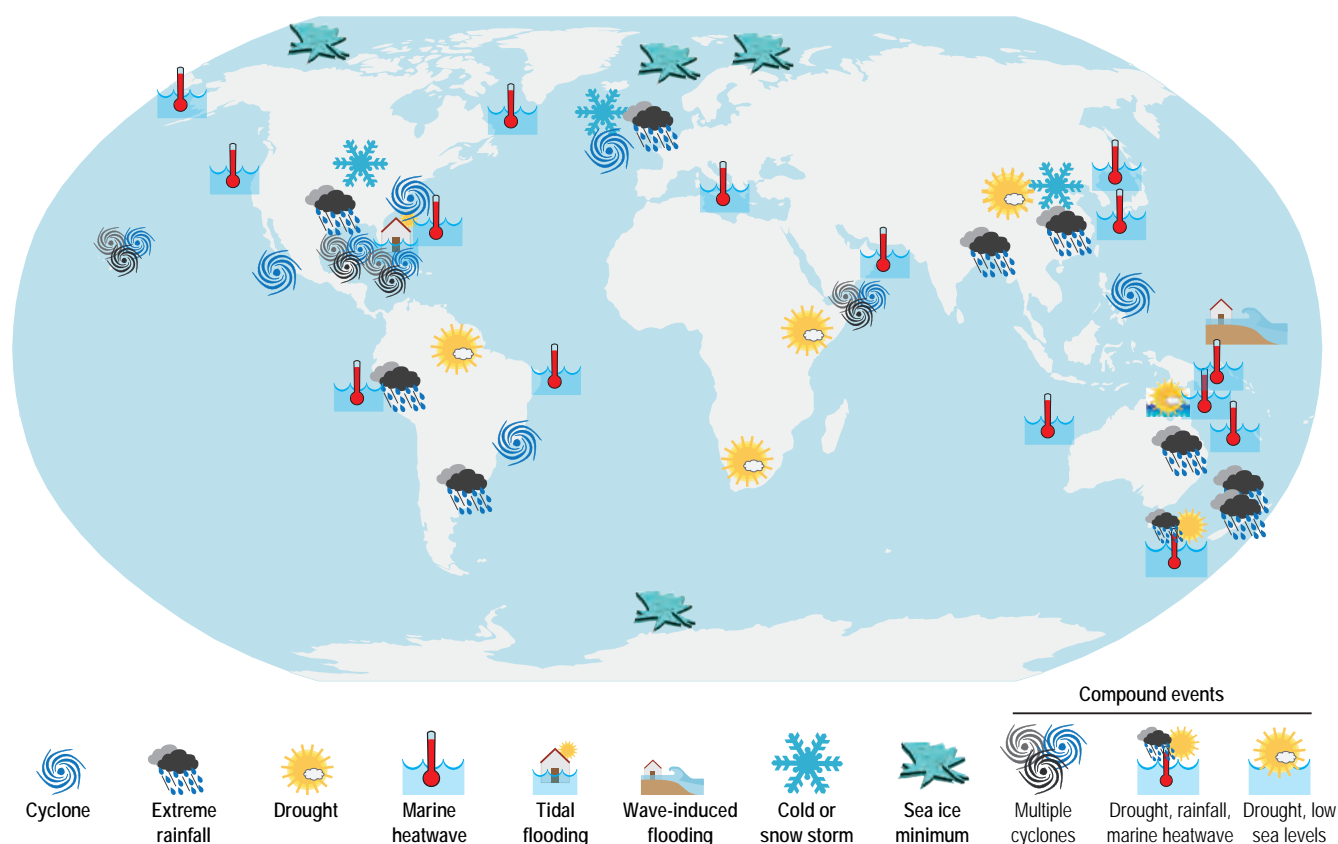 Compound events
Cyclone
Extreme
rainfall
Drought
Marine
heatwave
Tidal
flooding
Wave-induced
flooding
Cold or
snow storm
Sea ice
minimum
Multiple
cyclones
Drought, rainfall,
marine heatwave
Drought, low
sea levels